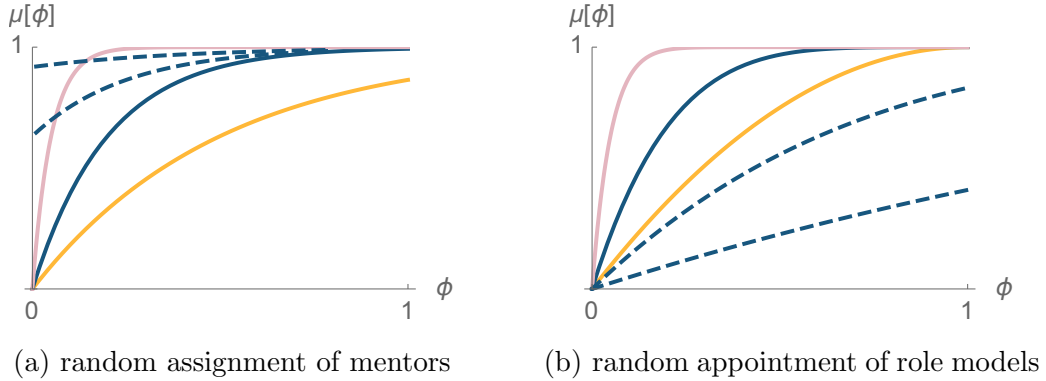 μ[ϕ]
1
0
1
ϕ
(a) random assignment of mentors
μ[ϕ]
1
0
1
ϕ
(b) random appointment of role models